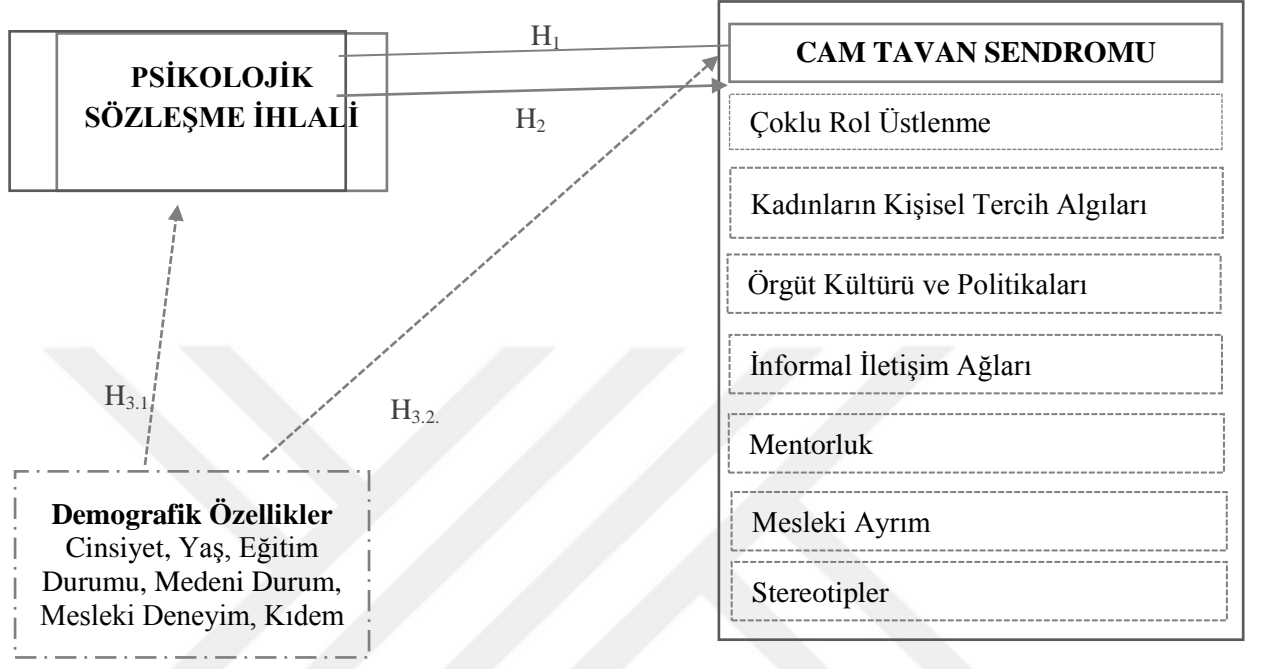 PSİKOLOJİK
SÖZLEŞME İHLALİ
H1
H2
CAM TAVAN SENDROMU
Çoklu Rol Üstlenme
Kadınların Kişisel Tercih Algıları
Örgüt Kültürü ve Politikaları
İnformal İletişim Ağları
Mentorluk
Mesleki Ayrım
Stereotipler
H3.1.
H3.2.
Demografik Özellikler
Cinsiyet, Yaş, Eğitim
Durumu, Medeni Durum,
Mesleki Deneyim, Kıdem